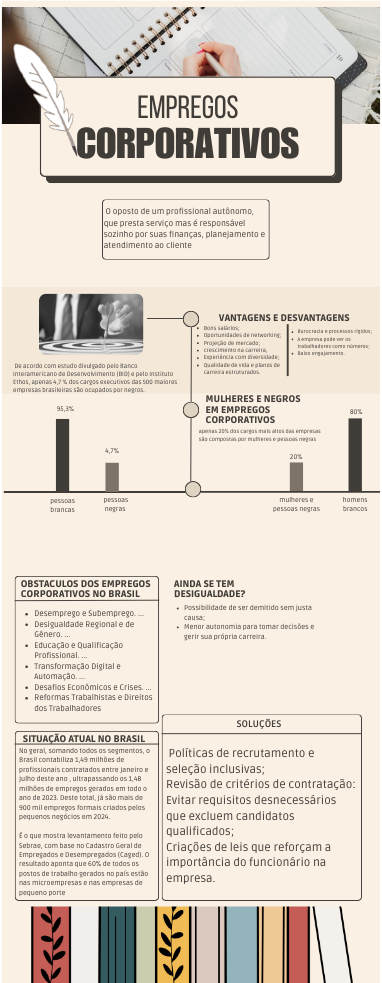 EMPREGOS
CORPORATIVOS
O oposto de um profissional autônomo,
que presta serviço mas é responsável
sozinho por suas finanças, planejamento e
atendimento ao cliente
De acordo com estudo divulgado pelo Banco
Interamericano de Desenvolvimento (BID) e pelo Instituto
Ethos, apenas 4,7 % dos cargos executivos das 500 maiores
empresas brasileiras são ocupados por negros.
VANTAGENS E DESVANTAGENS
Bons salários;
Oportunidades de networking;
Projeção de mercado;
crescimento na carreira,
Experiência com diversidade;
Qualidade de vida e planos de
carreira estruturados.
Burocracia e processos rígidos;
A empresa pode ver os
trabalhadores como números;
Baixo engajamento.
MULHERES E NEGROS
EM EMPREGOS
CORPORATIVOS
apenas 20% dos cargos mais altos das empresas
são compostas por mulheres e pessoas negras
95,3%
4,7%
pessoas
brancas
pessoas
negras
20%
80%
mulheres e
pessoas negras
homens
brancos
OBSTACULOS DOS EMPREGOS
CORPORATIVOS NO BRASIL
Desemprego e Subemprego. ...
Desigualdade Regional e de
Gênero. ...
Educação e Qualificação
Profissional. ...
Transformação Digital e
Automação. ...
Desafios Econômicos e Crises. ...
Reformas Trabalhistas e Direitos
dos Trabalhadores
AINDA SE TEM
DESIGUALDADE?
Possibilidade de ser demitido sem justa
causa;
Menor autonomia para tomar decisões e
gerir sua própria carreira.
SITUAÇÃO ATUAL NO BRASIL
No geral, somando todos os segmentos, o
Brasil contabiliza 1,49 milhões de
profissionais contratados entre janeiro e
julho deste ano , ultrapassando os 1,48
milhões de empregos gerados em todo o
ano de 2023. Deste total, já são mais de
900 mil empregos formais criados pelos
pequenos negócios em 2024.
É o que mostra levantamento feito pelo
Sebrae, com base no Cadastro Geral de
Empregados e Desempregados (Caged). O
resultado aponta que 60% de todos os
postos de trabalho gerados no país estão
nas microempresas e nas empresas de
pequeno porte
SOLUÇÕES
Políticas de recrutamento e
seleção inclusivas;
Revisão de critérios de contratação:
Evitar requisitos desnecessários
que excluem candidatos
qualificados;
Criações de leis que reforçam a
importância do funcionário na
empresa.